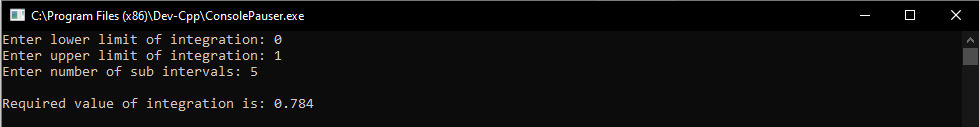 C:\Program Files (x86)\Dev-Cpp\ConsolePauser.exe
Enter lower limit of integration: 0
Enter upper limit of integration: 1
Enter number of sub intervals: 5
Required value of integration is: 0.784